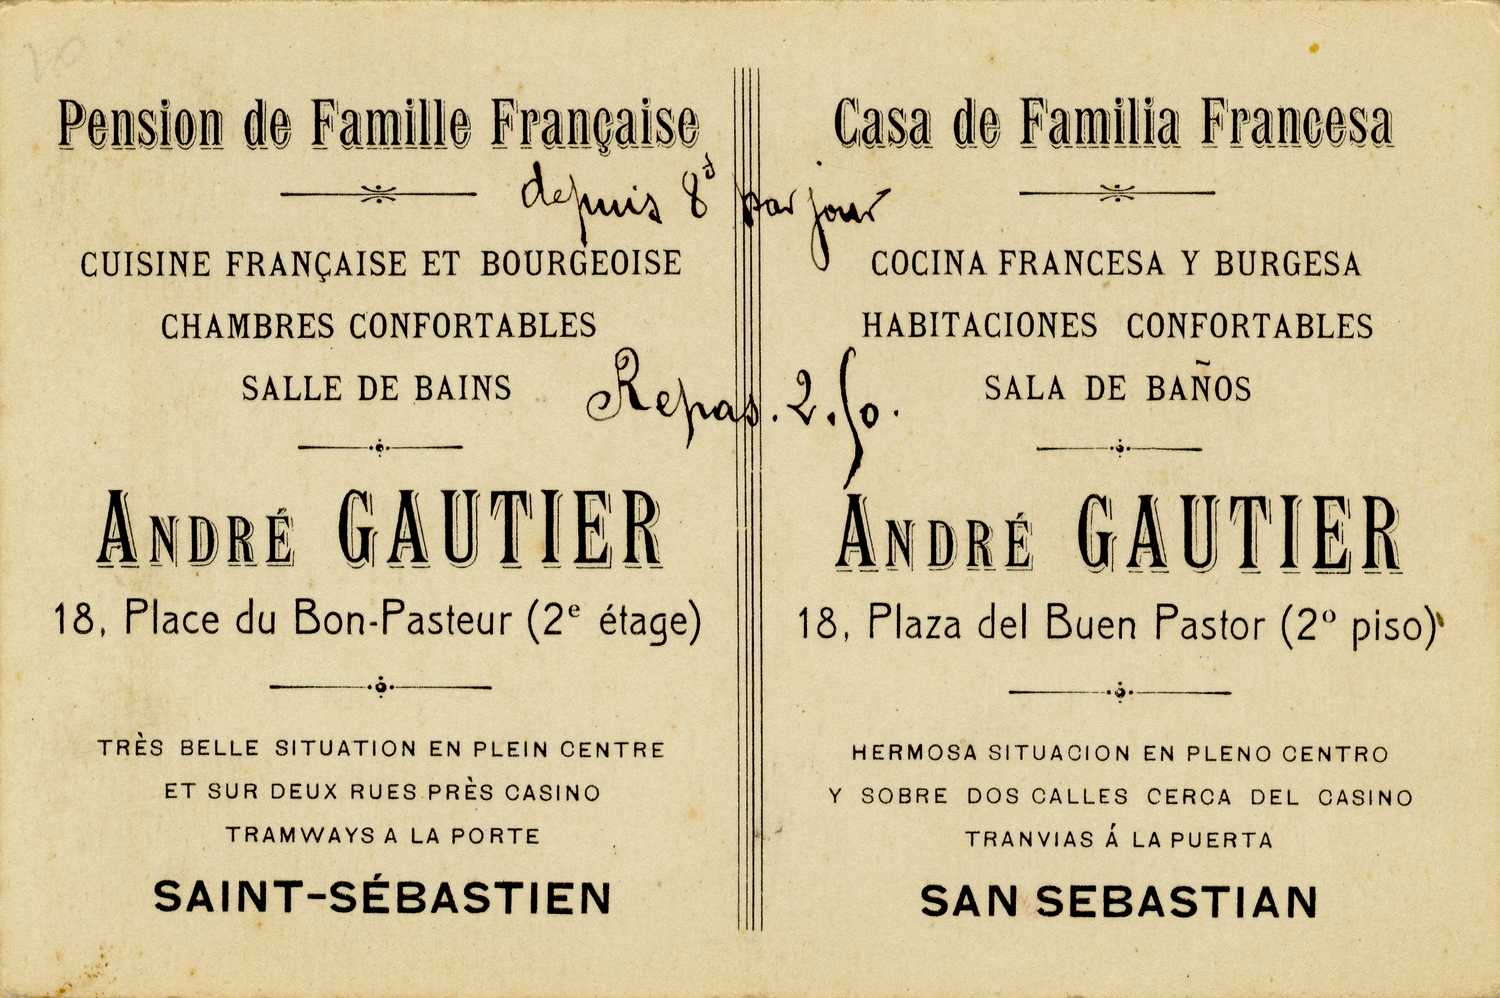 Pension de Famille Française
depuis 8 par jour
CUISINE FRANÇAISE ET BOURGEOISE
CHAMBRES CONFORTABLES
SALLE DE BAINS
Repas. 2.50.
ANDRÉ GAUTIER
18, Place du Bon-Pasteur (2e étage)
TRÈS BELLE SITUATION EN PLEIN CENTRE
ET SUR DEUX RUES PRÈS CASINO
TRAMWAYS A LA PORTE
SAINT-SÉBASTIEN
Casa de Familia Francesa
COCINA FRANCESA Y BURGESA
HABITACIONES CONFORTABLES
SALA DE BAÑOS
ANDRÉ GAUTIER
18, Plaza del Buen Pastor (2º piso)
HERMOSA SITUACION EN PLENO CENTRO
Y SOBRE DOS CALLES CERCA DEL CASINO
TRANVIAS Á LA PUERTA
SAN SEBASTIAN